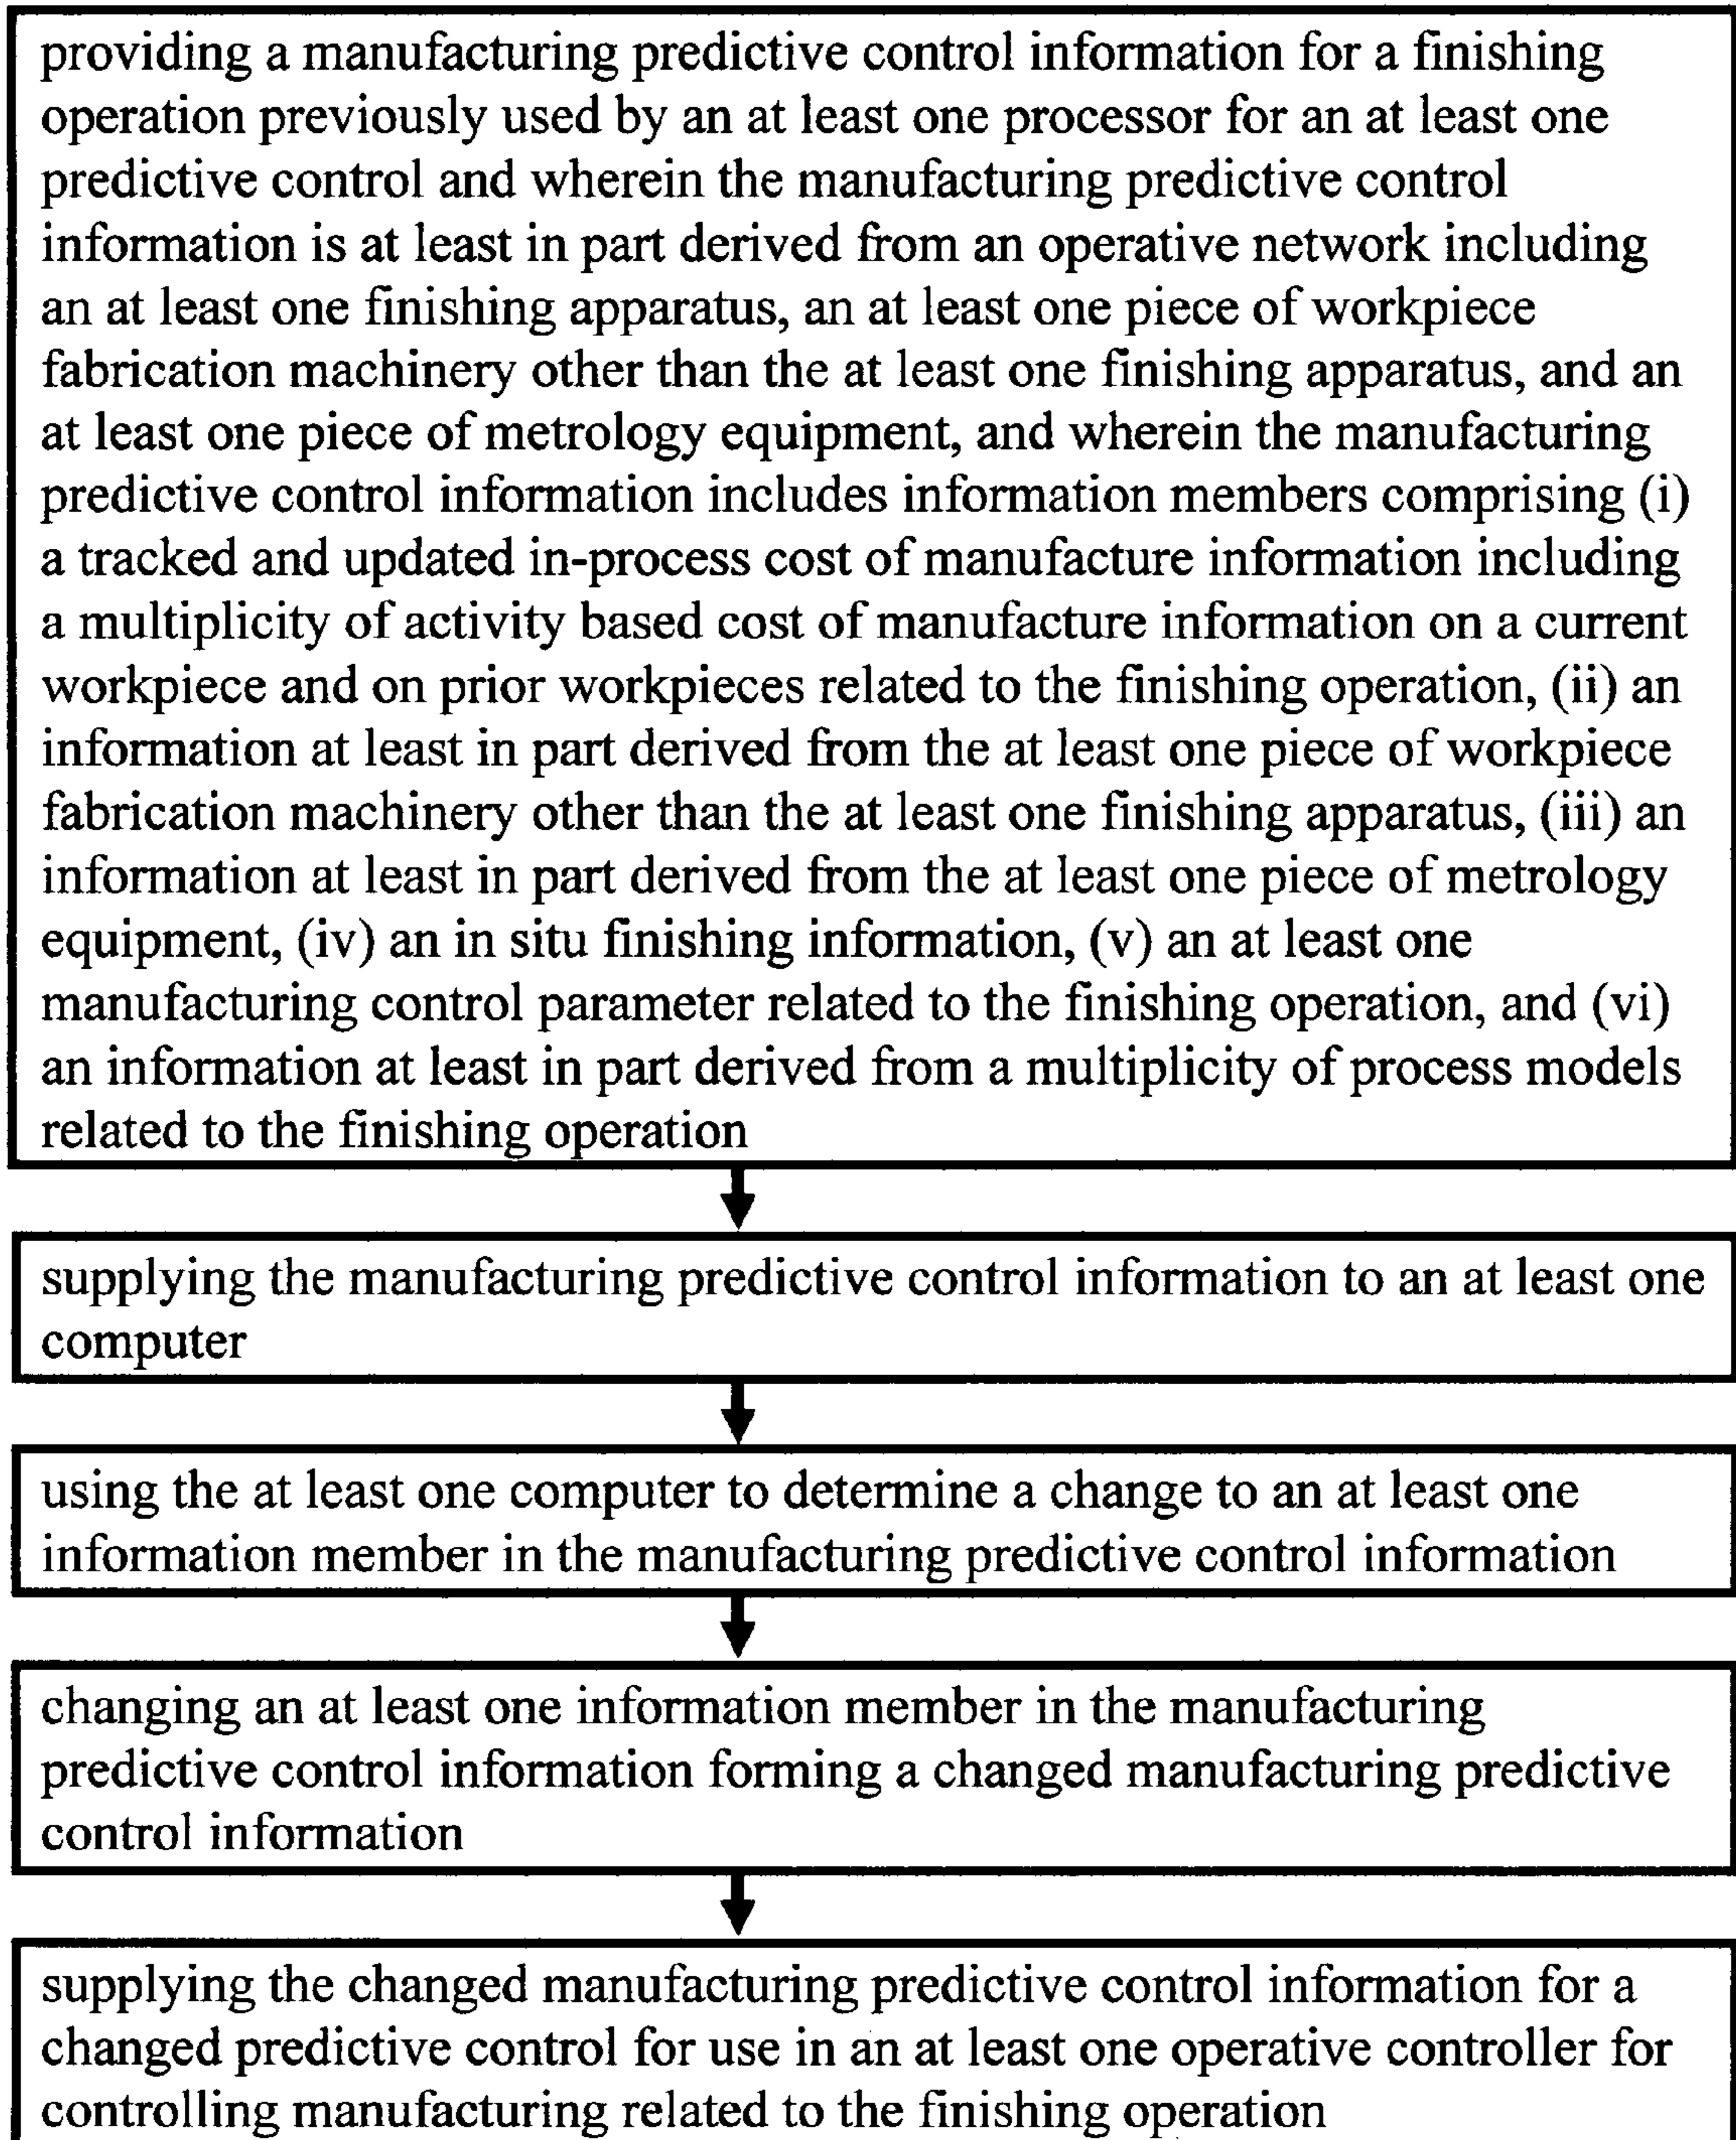 providing a manufacturing predictive control information for a finishing
operation previously used by an at least one processor for an at least one
predictive control and wherein the manufacturing predictive control
information is at least in part derived from an operative network including
an at least one finishing apparatus, an at least one piece of workpiece
fabrication machinery other than the at least one finishing apparatus, and an
at least one piece of metrology equipment, and wherein the manufacturing
predictive control information includes information members comprising (i)
a tracked and updated in-process cost of manufacture information including
a multiplicity of activity based cost of manufacture information on a current
workpiece and on prior workpieces related to the finishing operation, (ii) an
information at least in part derived from the at least one piece of workpiece
fabrication machinery other than the at least one finishing apparatus, (iii) an
information at least in part derived from the at least one piece of metrology
equipment, (iv) an in situ finishing information, (v) an at least one
manufacturing control parameter related to the finishing operation, and (vi)
an information at least in part derived from a multiplicity of process models
related to the finishing operation
supplying the manufacturing predictive control information to an at least one
computer
using the at least one computer to determine a change to an at least one
information member in the manufacturing predictive control information
changing an at least one information member in the manufacturing
predictive control information forming a changed manufacturing predictive
control information
supplying the changed manufacturing predictive control information for a
changed predictive control for use in an at least one operative controller for
controlling manufacturing related to the finishing operation